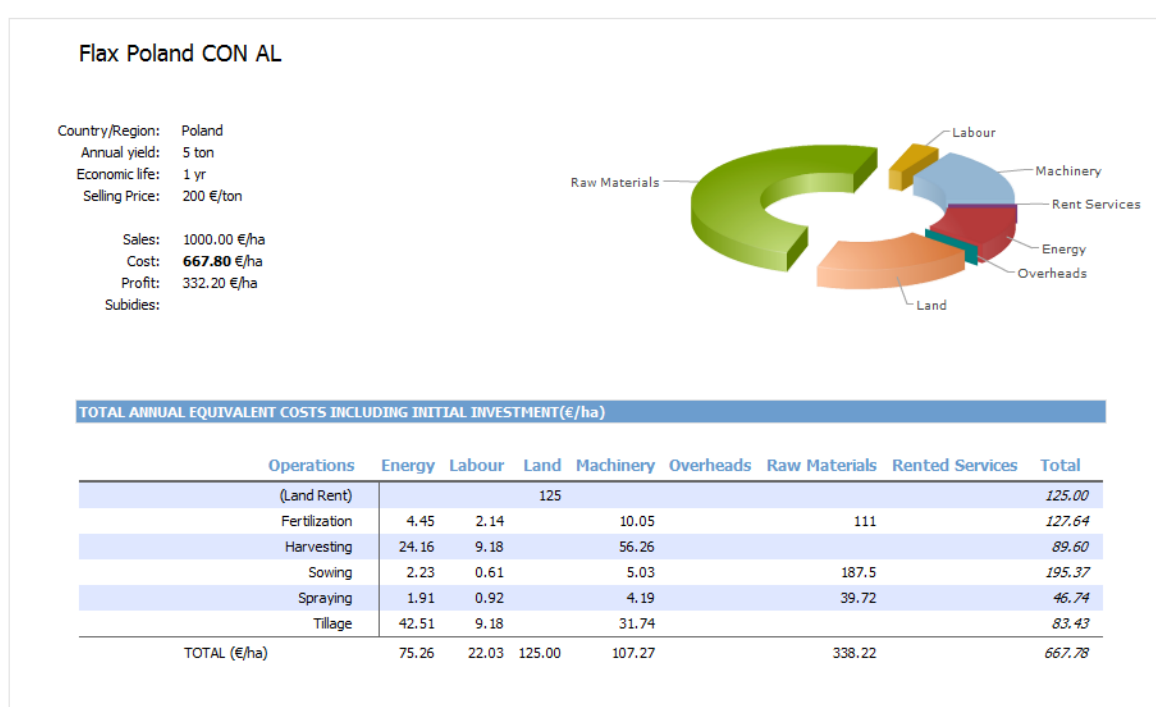 Flax Poland CON AL
Country/Region: Poland
Annual yield: 5 ton
Economic life: 1 yr
Selling Price: 200 €/ton
Sales: 1000.00 €/ha
Cost: 667.80 €/ha
Profit: 332.20 €/ha
Subidies:
Labour
Machinery
Raw Materials
Rent Services
Energy
Overheads
Land
TOTAL ANNUAL EQUIVALENT COSTS INCLUDING INITIAL INVESTMENT(€/ha)
Operations Energy Labour Land Machinery Overheads Raw Materials Rented Services Total
(Land Rent) 125 125.00
Fertilization 4.45 2.14 10.05 111 127.64
Harvesting 24.16 9.18 56.26 89.60
Sowing 2.23 0.61 5.03 187.5 195.37
Spraying 1.91 0.92 4.19 39.72 46.74
Tillage 42.51 9.18 31.74 83.43
TOTAL (€/ha) 75.26 22.03 125.00 107.27 338.22 667.78